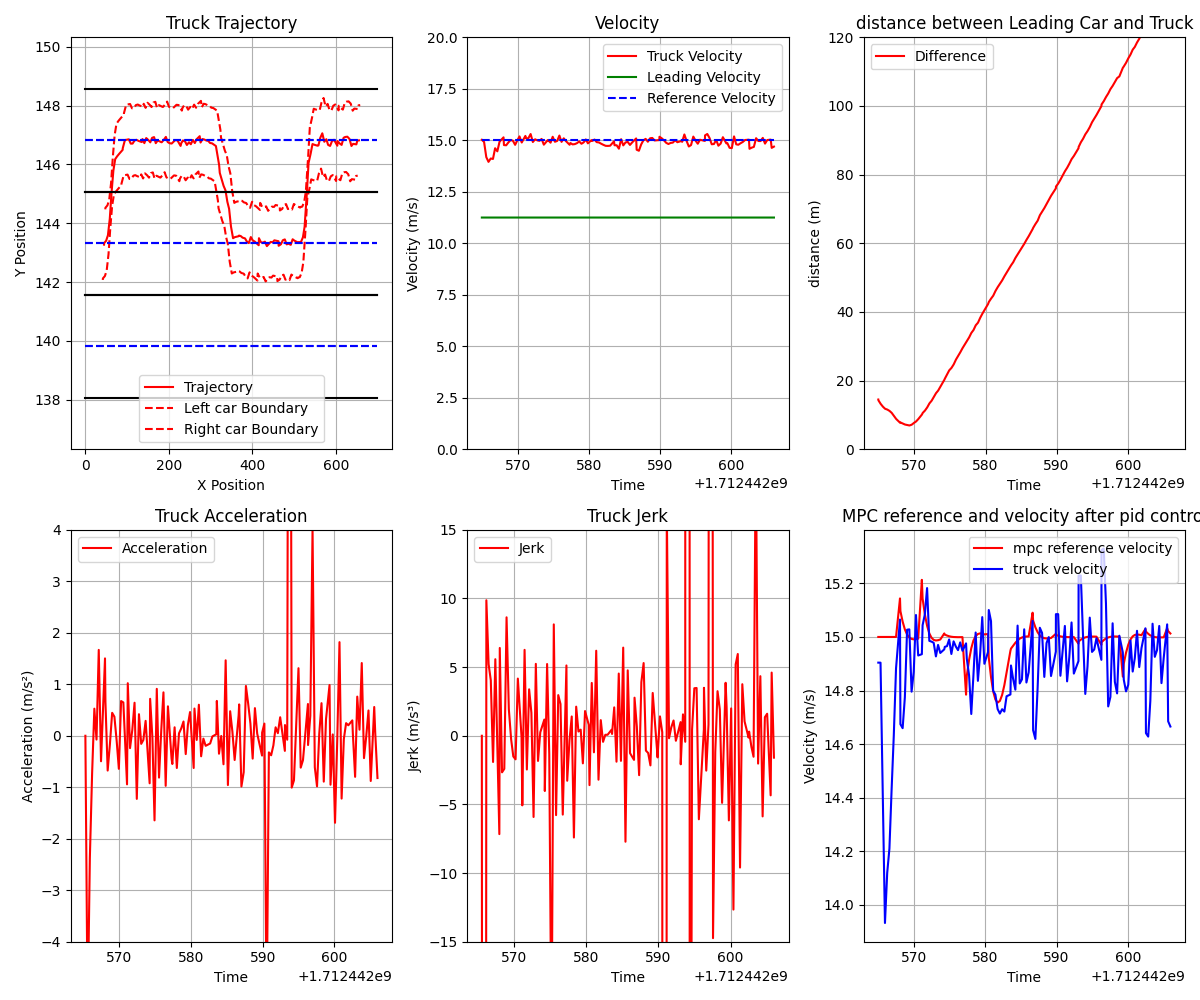 Truck Trajectory
150
148
146
144
142
140
138
Y Position
Trajectory
Left car Boundary
Right car Boundary
0
200
400
600
X Position
Velocity
20.0
17.5
15.0
12.5
10.0
7.5
5.0
2.5
0.0
Velocity (m/s)
Truck Velocity
Leading Velocity
Reference Velocity
570
580
590
600
Time
+1.712442e9
distance between Leading Car and Truck
120
100
80
60
40
20
0
distance (m)
Difference
570
580
590
600
Time
+1.712442e9
Truck Acceleration
4
3
2
1
0
−1
−2
−3
−4
Acceleration (m/s²)
Acceleration
570
580
590
600
Time
+1.712442e9
Truck Jerk
15
10
5
0
−5
−10
−15
Jerk (m/s³)
Jerk
570
580
590
600
Time
+1.712442e9
MPC reference and velocity after pid contro
15.2
15.0
14.8
14.6
14.4
14.2
14.0
Velocity (m/s)
mpc reference velocity
truck velocity
570
580
590
600
Time
+1.712442e9